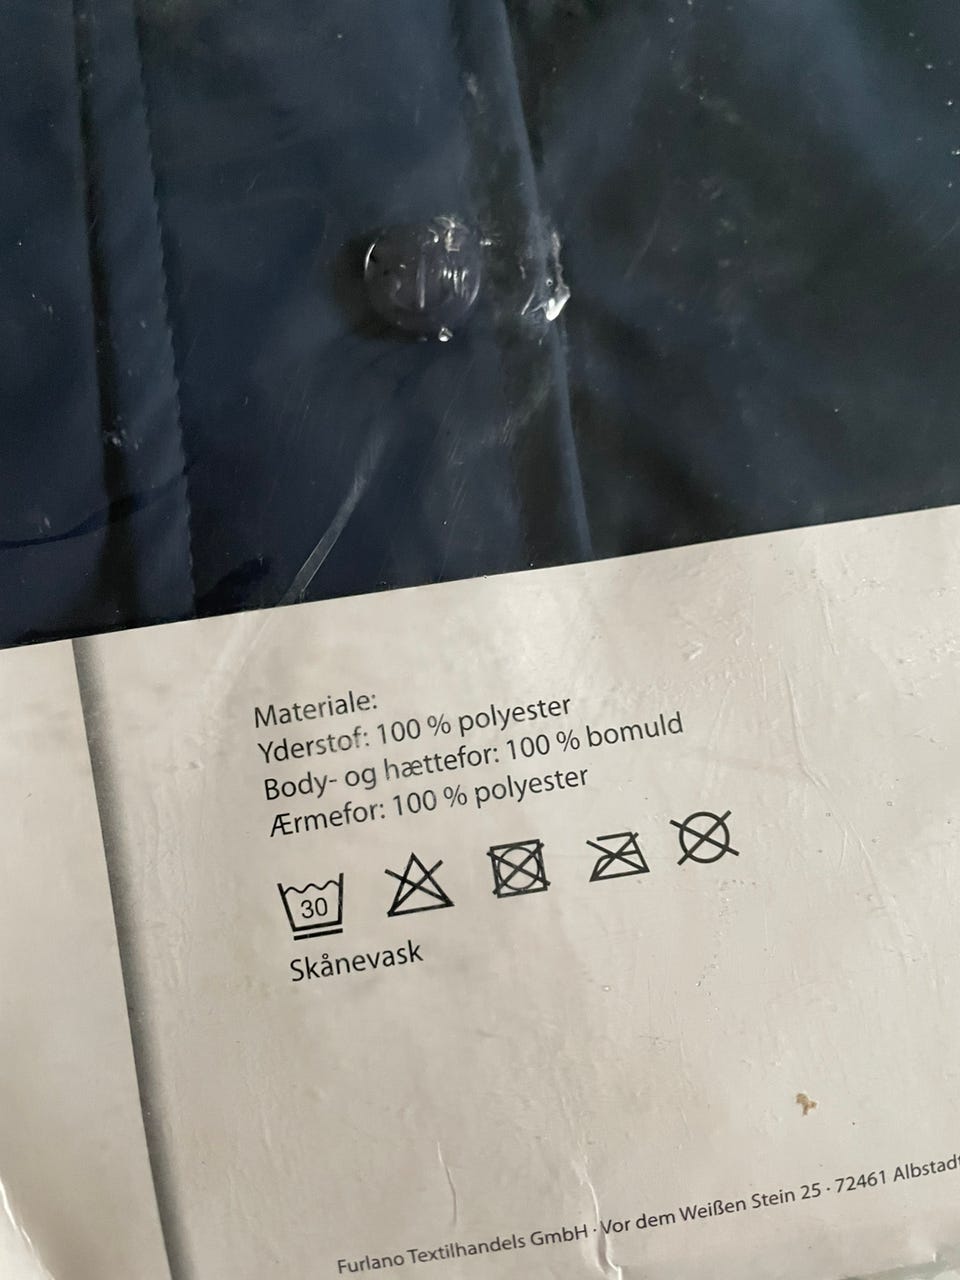 Materiale:
Yderstof: 100 % polyester
Body- og hættefor: 100 % bomuld
Ærmefor: 100 % polyester
30
Skånevask
Furlano Textilhandels GmbH · Vor dem Weißen Stein 25 · 72461 Albstadt